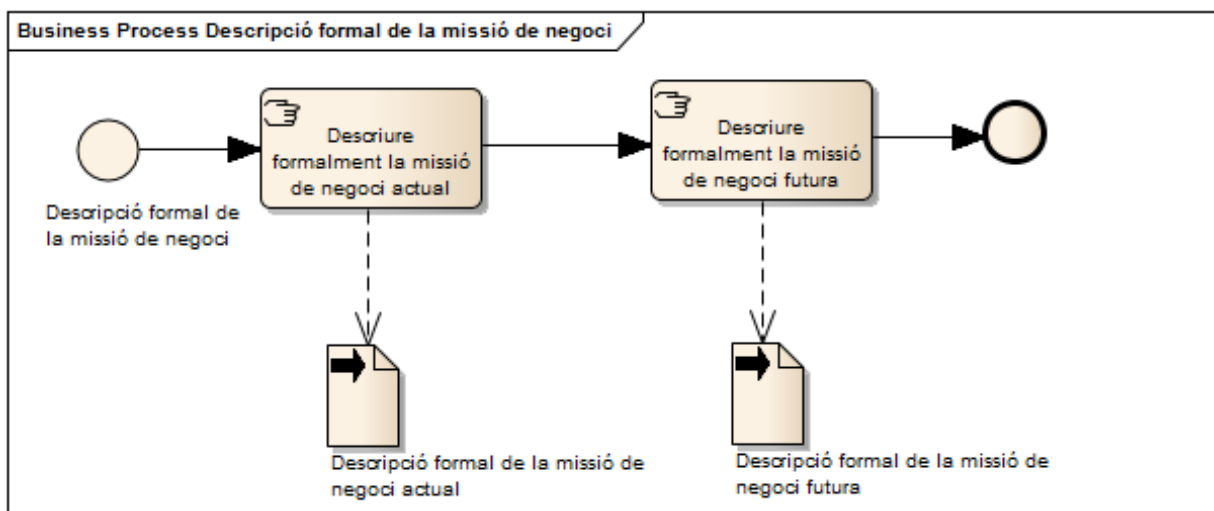 Business Process Descripció formal de la missió de negoci
Descriure
formalment la missió
de negoci actual
Descriure
formalment la missió
de negoci futura
Descripció formal de
la missió de negoci
Descripció formal de la missió de
negoci actual
Descripció formal de la missió de
negoci futura